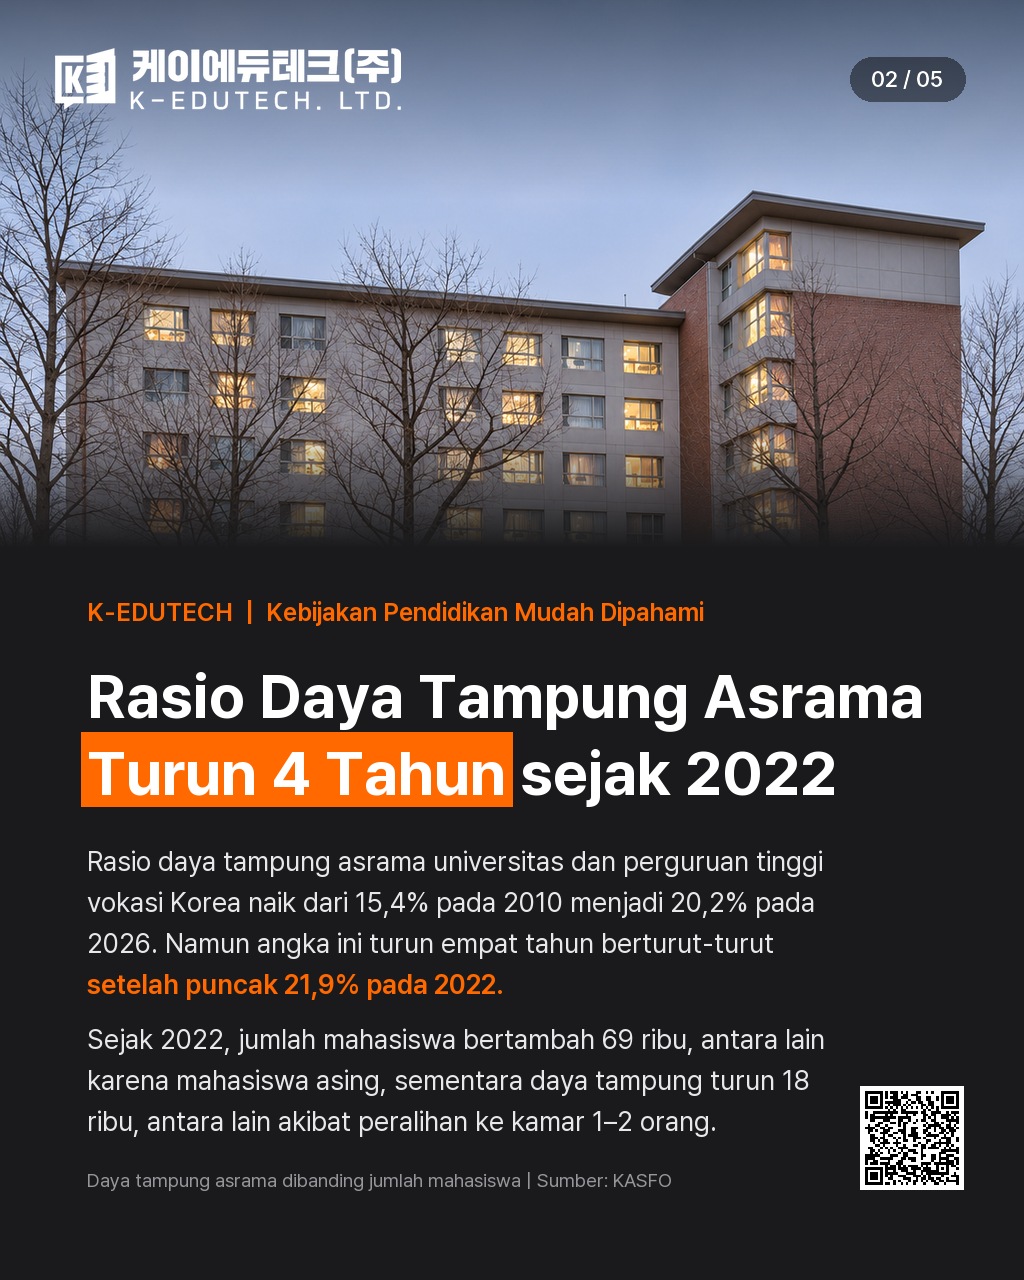 케이에듀테크(주)
K-EDUTECH. LTD.
02 / 05
K-EDUTECH | Kebijakan Pendidikan Mudah Dipahami
Rasio Daya Tampung Asrama
Turun 4 Tahun sejak 2022
Rasio daya tampung asrama universitas dan perguruan tinggi
vokasi Korea naik dari 15,4% pada 2010 menjadi 20,2% pada
2026. Namun angka ini turun empat tahun berturut-turut
setelah puncak 21,9% pada 2022.
Sejak 2022, jumlah mahasiswa bertambah 69 ribu, antara lain
karena mahasiswa asing, sementara daya tampung turun 18
ribu, antara lain akibat peralihan ke kamar 1–2 orang.
Daya tampung asrama dibanding jumlah mahasiswa | Sumber: KASFO